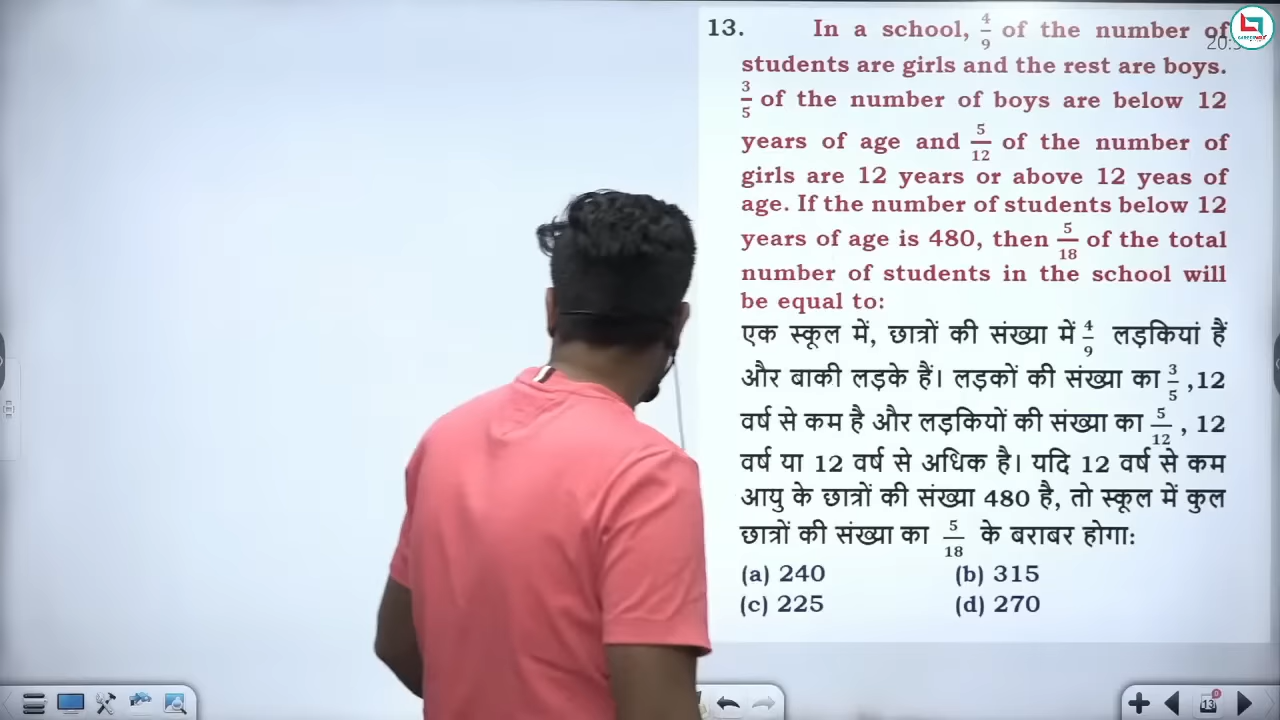 13. In a school, 4/9 of the number of
students are girls and the rest are boys.
3/5 of the number of boys are below 12
years of age and 5/12 of the number of
girls are 12 years or above 12 yeas of
age. If the number of students below 12
years of age is 480, then 5/18 of the total
number of students in the school will
be equal to:
एक स्कूल में, छात्रों की संख्या में 4/9 लड़कियां हैं
और बाकी लड़के हैं। लड़कों की संख्या का 3/5 ,12
वर्ष से कम है और लड़कियों की संख्या का 5/12 , 12
वर्ष या 12 वर्ष से अधिक है। यदि 12 वर्ष से कम
आयु के छात्रों की संख्या 480 है, तो स्कूल में कुल
छात्रों की संख्या का 5/18 के बराबर होगा:
(a) 240 (b) 315
(c) 225 (d) 270
13